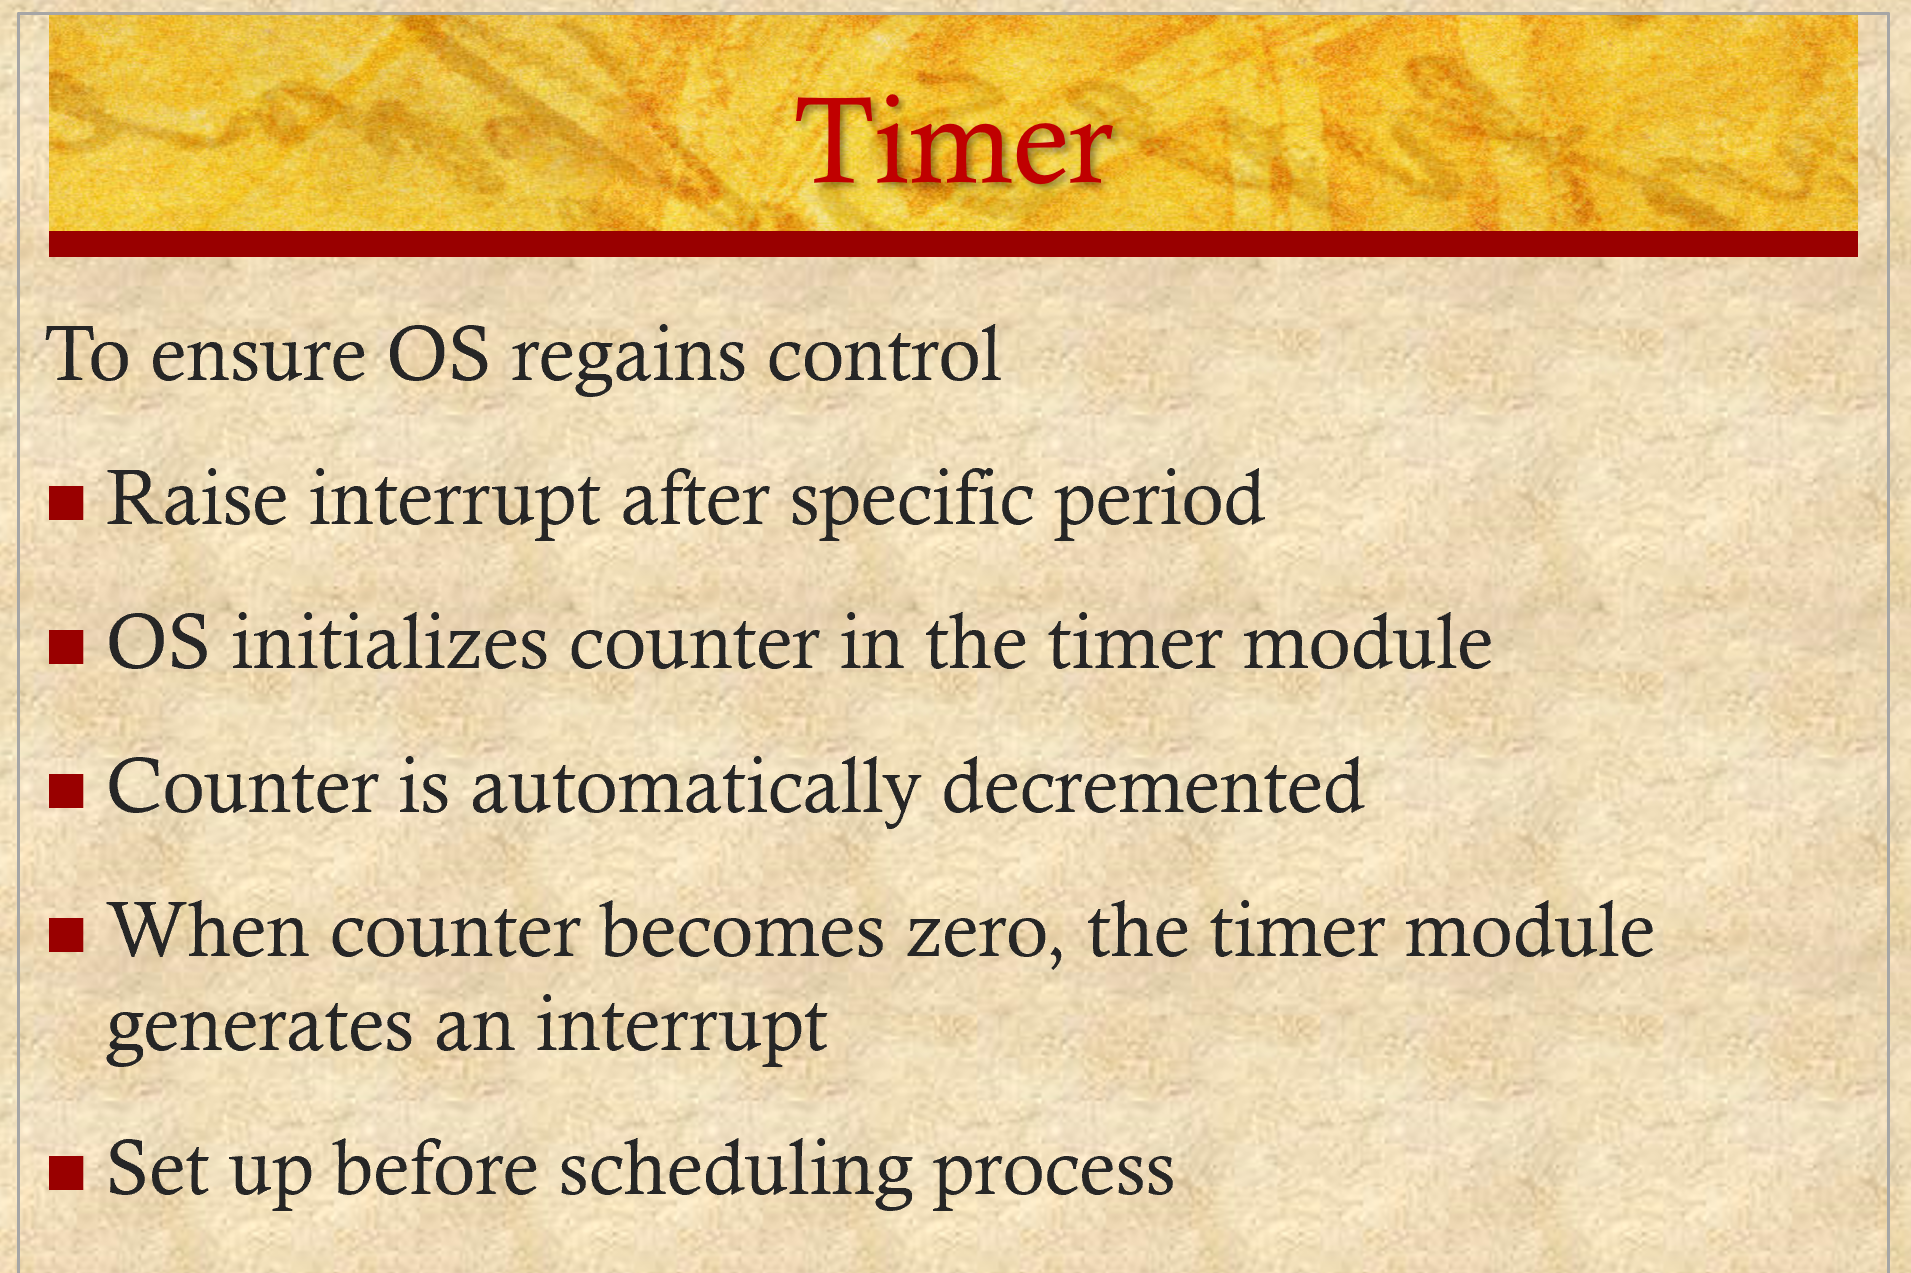 Timer
To ensure OS regains control
Raise interrupt after specific period
OS initializes counter in the timer module
Counter is automatically decremented
When counter becomes zero, the timer module
generates an interrupt
Set up before scheduling process